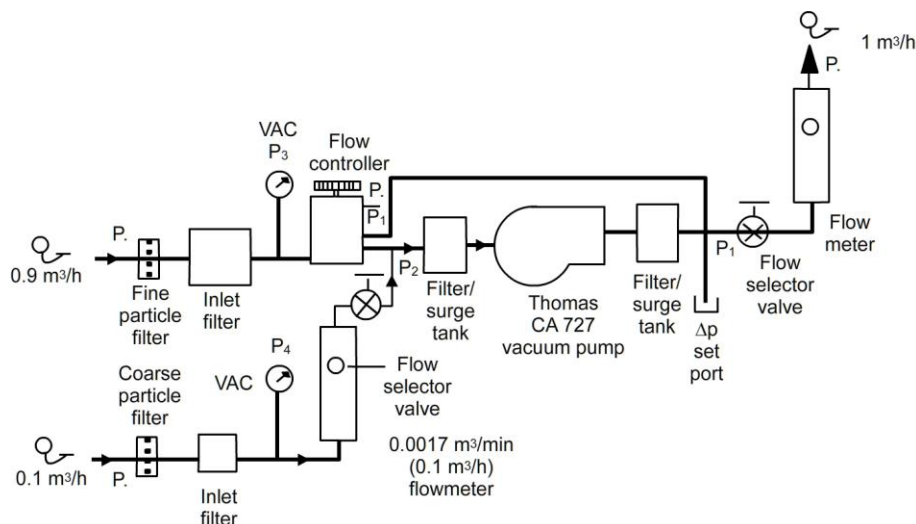 1 m³/h
P.
VAC
P₃
Flow
controller
P.
P₁
P.
0.9 m³/h
Fine
particle
filter
Inlet
filter
P₂
Filter/
surge
tank
Thomas
CA 727
vacuum pump
Filter/
surge
tank
P₁
Flow
selector
valve
Flow
meter
Δp
set
port
Coarse
particle
filter
P₄
VAC
Flow
selector
valve
0.1 m³/h
P.
Inlet
filter
0.0017 m³/min
(0.1 m³/h)
flowmeter